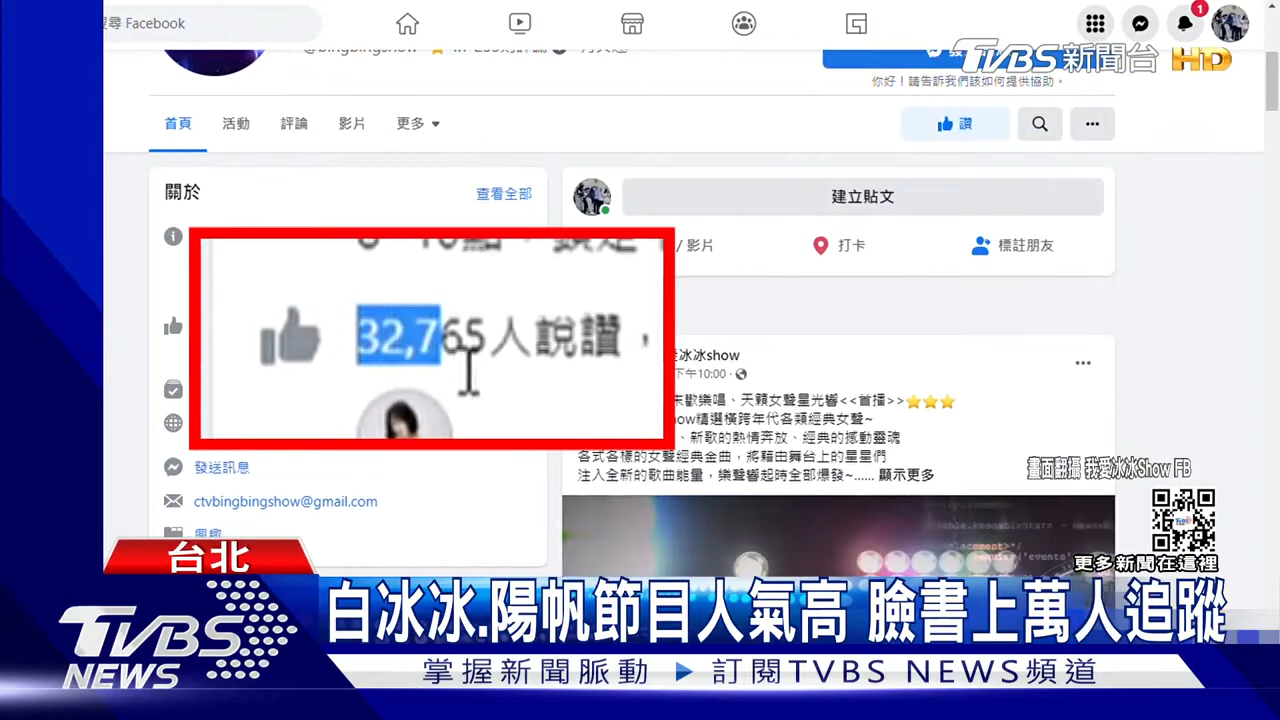 搜尋 Facebook
1
TVBS新聞台 HD
你好！請告訴我們該如何提供協助。
首頁 活動 評論 影片 更多
讚
關於 查看全部
建立貼文
/ 影片 打卡 標註朋友
32,765人說讚，
冰冰show
下午10:00
歡樂唱、天籟女聲星光響<<首播>>
ow精選橫跨年代各類經典女聲~
、新歌的熱情奔放、經典的撼動靈魂
各式各樣的女聲經典金曲，將藉由舞台上的星星們
注入全新的歌曲能量，樂聲響起時全部爆發~...... 顯示更多
發送訊息
ctvbingbingshow@gmail.com
興趣
畫面翻攝 我愛冰冰Show FB
更多新聞在這裡
台北
白冰冰.陽帆節目人氣高 臉書上萬人追蹤
TVBS NEWS
掌握新聞脈動 ▶ 訂閱TVBS NEWS頻道